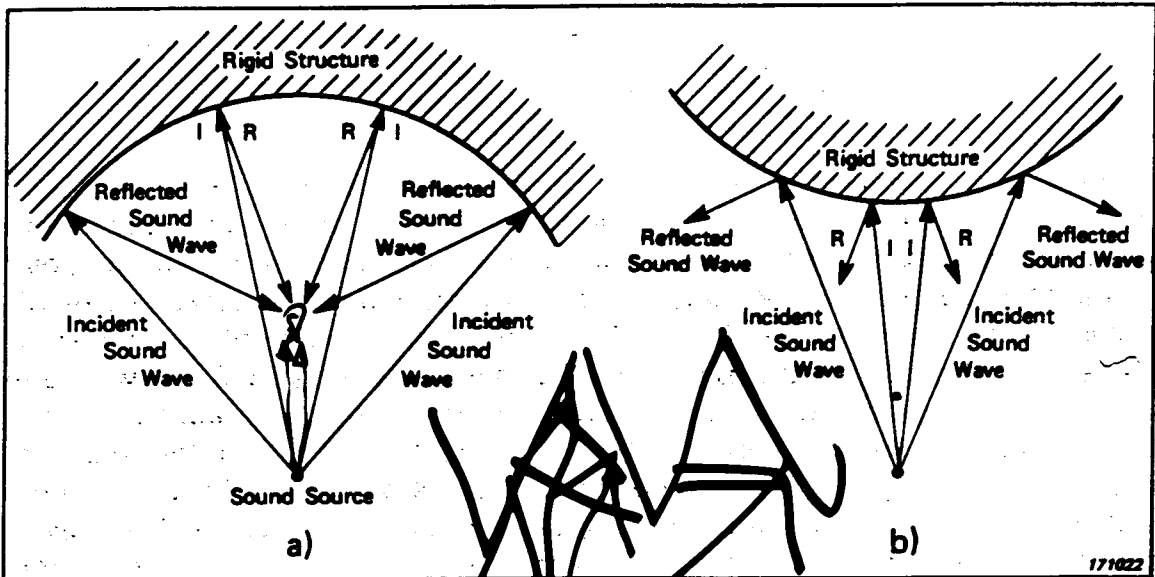 Rigid Structure
I R R I
Reflected
Sound
Wave
Reflected
Sound
Wave
Incident
Sound
Wave
Incident
Sound
Wave
Sound Source
a)
Rigid Structure
R I I R
Reflected
Sound Wave
Reflected
Sound Wave
Incident
Sound
Wave
Incident
Sound
Wave
b)
171022